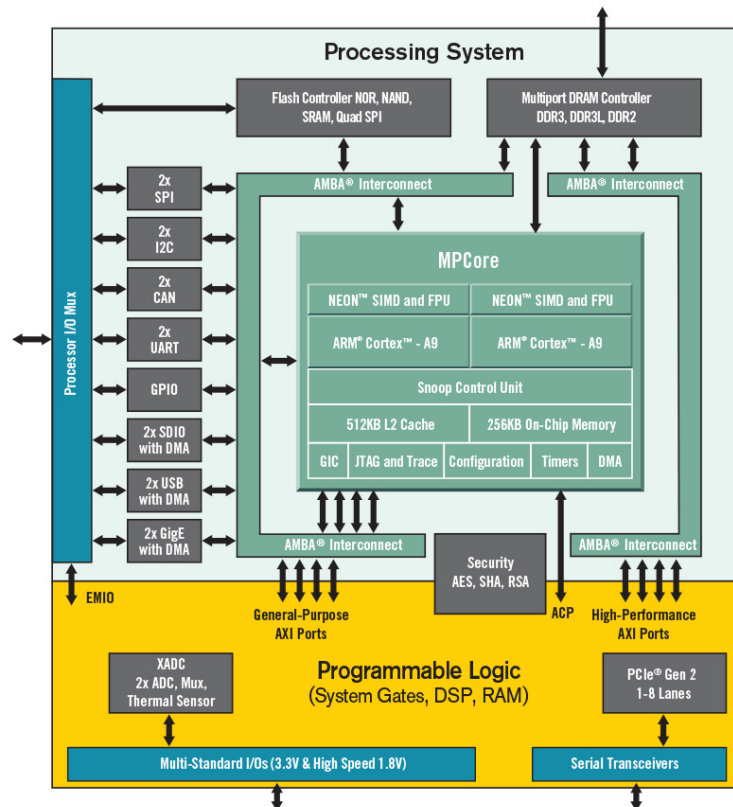 Processing System
Flash Controller NOR, NAND,
SRAM, Quad SPI
Multiport DRAM Controller
DDR3, DDR3L, DDR2
Processor I/O Mux
2x
SPI
2x
I2C
2x
CAN
2x
UART
GPIO
2x SDIO
with DMA
2x USB
with DMA
2x GigE
with DMA
AMBA® Interconnect
AMBA® Interconnect
MPCore
NEON™ SIMD and FPU
NEON™ SIMD and FPU
ARM® Cortex™ - A9
ARM® Cortex™ - A9
Snoop Control Unit
512KB L2 Cache
256KB On-Chip Memory
GIC
JTAG and Trace
Configuration
Timers
DMA
AMBA® Interconnect
AMBA® Interconnect
Security
AES, SHA, RSA
EMIO
General-Purpose
AXI Ports
ACP
High-Performance
AXI Ports
XADC
2x ADC, Mux,
Thermal Sensor
Programmable Logic
(System Gates, DSP, RAM)
PCIe® Gen 2
1-8 Lanes
Multi-Standard I/Os (3.3V & High Speed 1.8V)
Serial Transceivers